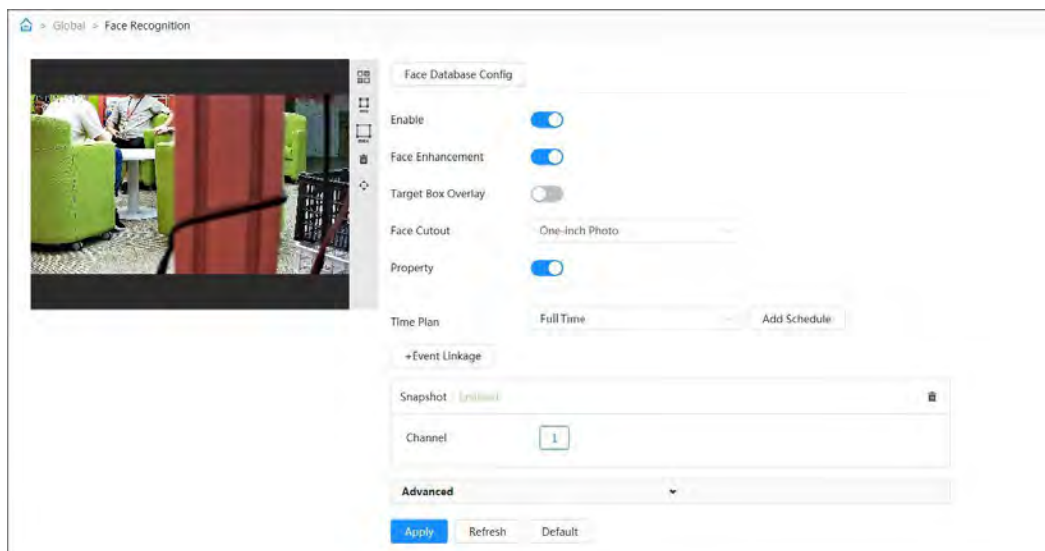 > Global > Face Recognition
Face Database Config
Enable
Face Enhancement
Target Box Overlay
Face Cutout One-inch Photo
Property
Time Plan Full Time Add Schedule
+Event Linkage
Snapshot Enabled
Channel 1
Advanced
Apply Refresh Default